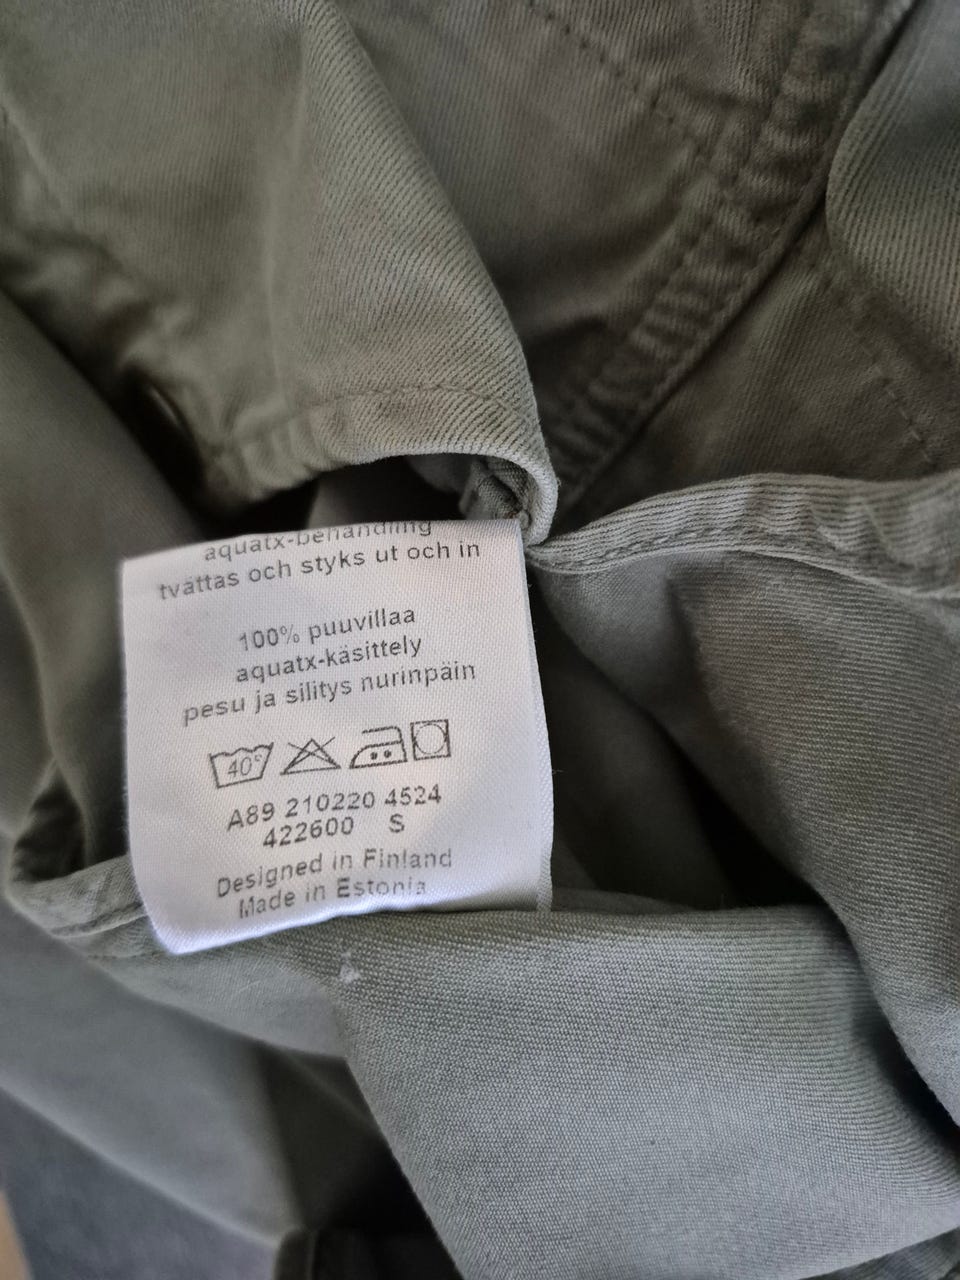 aquatx-behandling
tvättas och styks ut och in
100% puuvillaa
aquatx-käsittely
pesu ja silitys nurinpäin
40°
A89 210220 4524
422600 S
Designed in Finland
Made in Estonia